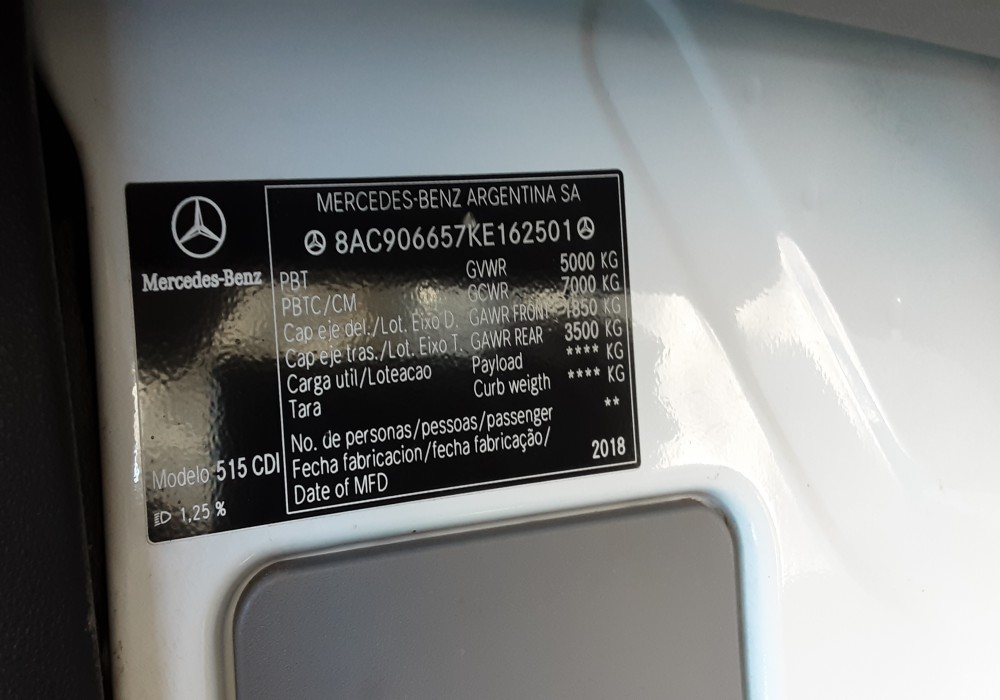 MERCEDES-BENZ ARGENTINA SA
8AC906657KE162501
Mercedes-Benz
PBT GVWR 5000 KG
PBTC/CM GCWR 7000 KG
Cap eje del./Lot. Eixo D. GAWR FRONT 1850 KG
Cap eje tras./Lot. Eixo T. GAWR REAR 3500 KG
Carga util/Loteacao Payload **** KG
Tara Curb weigth **** KG
No. de personas/pessoas/passenger **
Fecha fabricacion/fecha fabricação/
Date of MFD 2018
Modelo 515 CDI
1,25 %